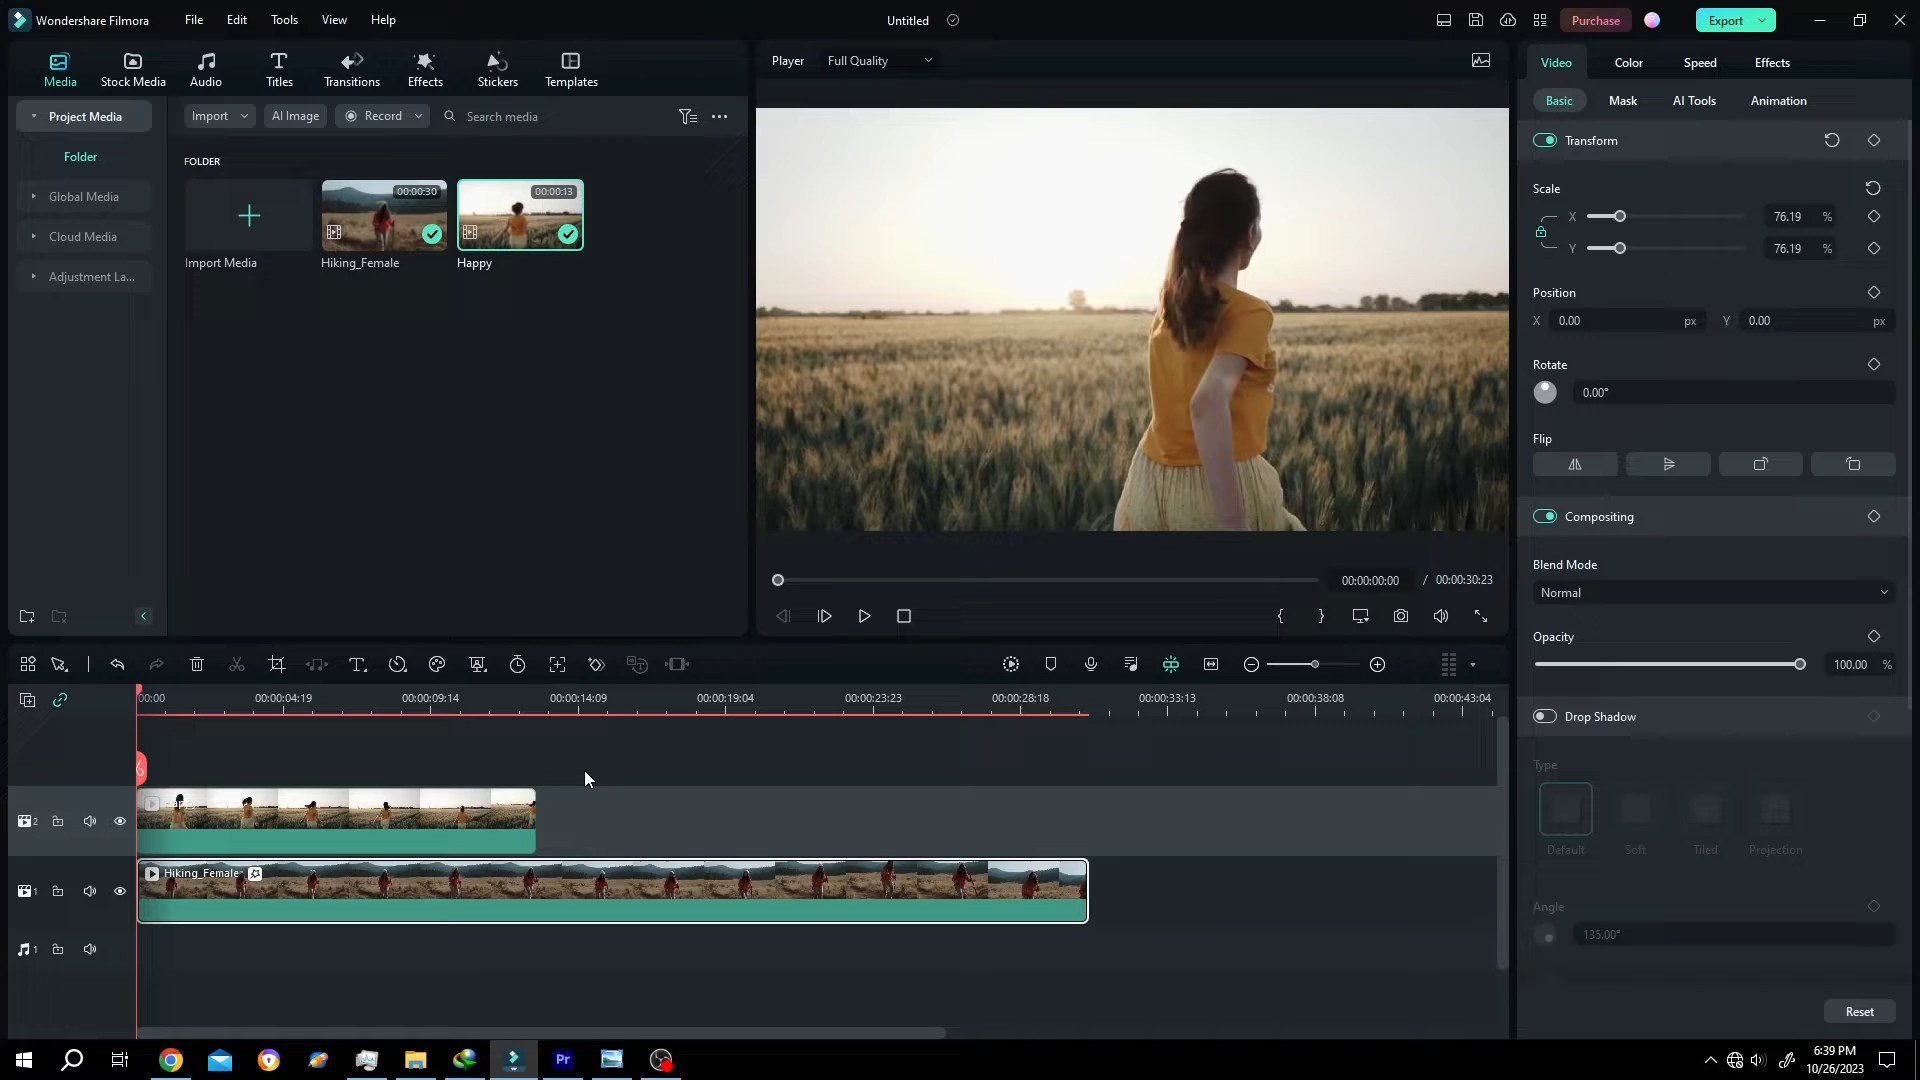 Wondershare Filmora
File
Edit
Tools
View
Help
Untitled
Purchase
Export
Media
Stock Media
Audio
Titles
Transitions
Effects
Stickers
Templates
Project Media
Folder
Global Media
Cloud Media
Adjustment La...
Import
AI Image
Record
Search media
FOLDER
00:00:30
00:00:13
Import Media
Hiking_Female
Happy
Player
Full Quality
00:00:00:00
/ 00:00:30:23
Video
Color
Speed
Effects
Basic
Mask
AI Tools
Animation
Transform
Scale
X
76.19
%
Y
76.19
%
Position
X
0.00
px
Y
0.00
px
Rotate
0.00°
Flip
Compositing
Blend Mode
Normal
Opacity
100.00
%
Drop Shadow
Type
Default
Soft
Tiled
Projection
Angle
135.00°
Reset
00:00
00:00:04:19
00:00:09:14
00:00:14:09
00:00:19:04
00:00:23:23
00:00:28:18
00:00:33:13
00:00:38:08
00:00:43:04
2
1
Hiking_Female
1
Pr
6:39 PM
10/26/2023